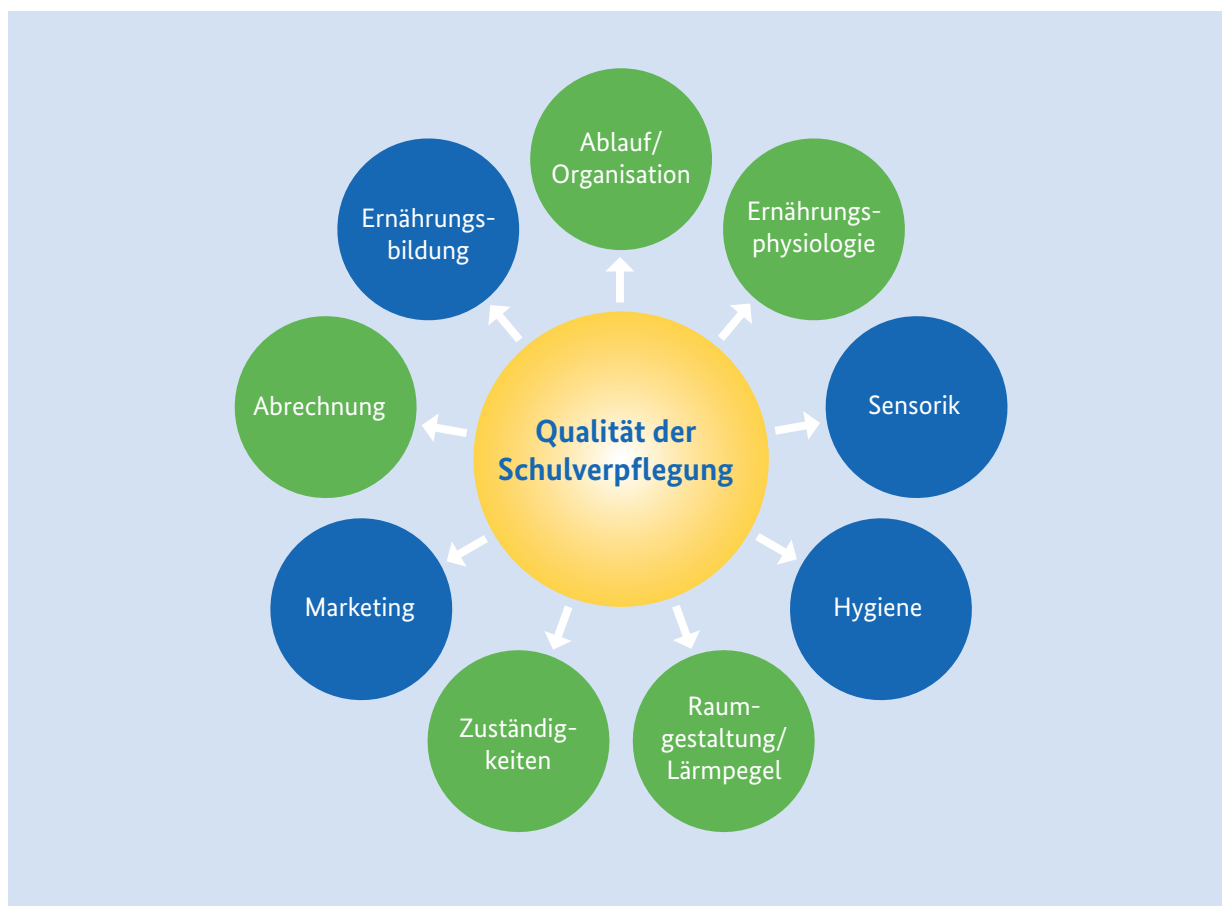 Ablauf/
Organisation
Ernährungs-
physiologie
Sensorik
Hygiene
Raum-
gestaltung/
Lärmpegel
Zuständig-
keiten
Marketing
Abrechnung
Ernährungs-
bildung
Qualität der
Schulverpflegung